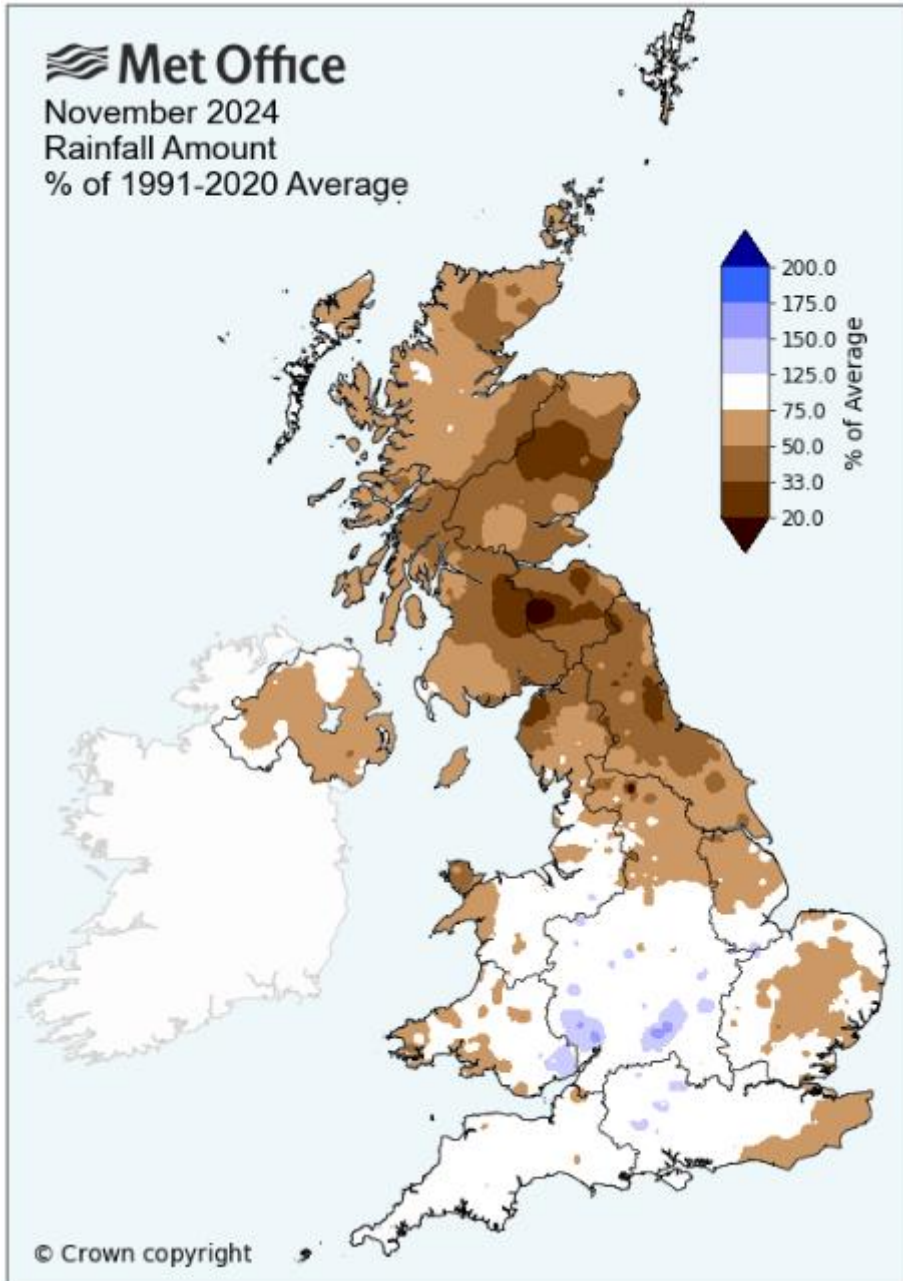 Met Office
November 2024
Rainfall Amount
% of 1991-2020 Average
200.0
175.0
150.0
125.0
75.0
50.0
33.0
20.0
% of Average
© Crown copyright